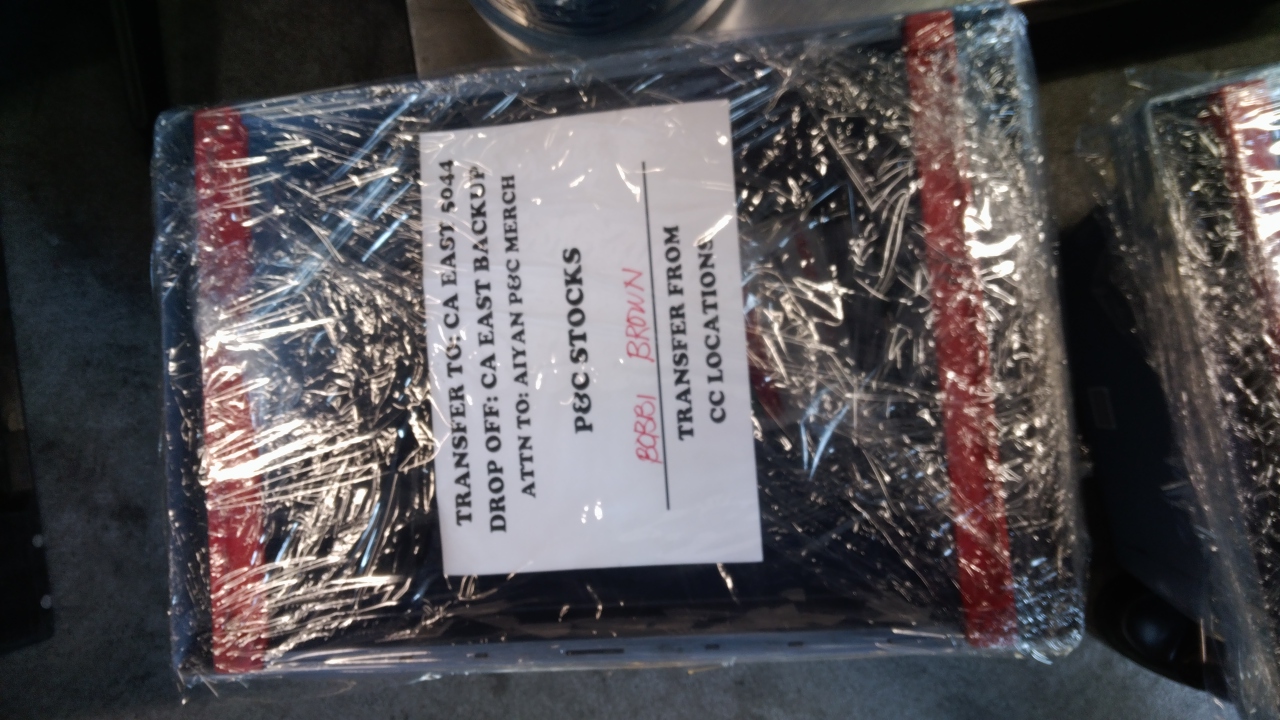 TRANSFER TO: CA EAST 5044
DROP OFF: CA EAST BACKUP
ATTN TO: AIYAN P&C MERCH
P&C STOCKS
BOBBI BROWN
TRANSFER FROM
CC LOCATIONS